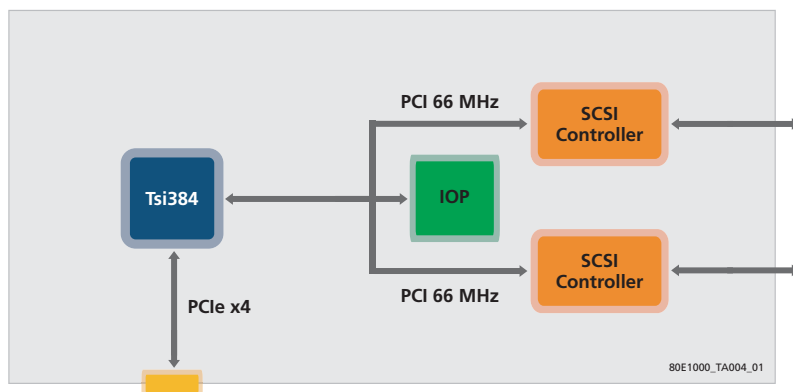 PCI 66 MHz
SCSI
Controller
Tsi384
IOP
SCSI
Controller
PCI 66 MHz
PCIe x4
80E1000_TA004_01